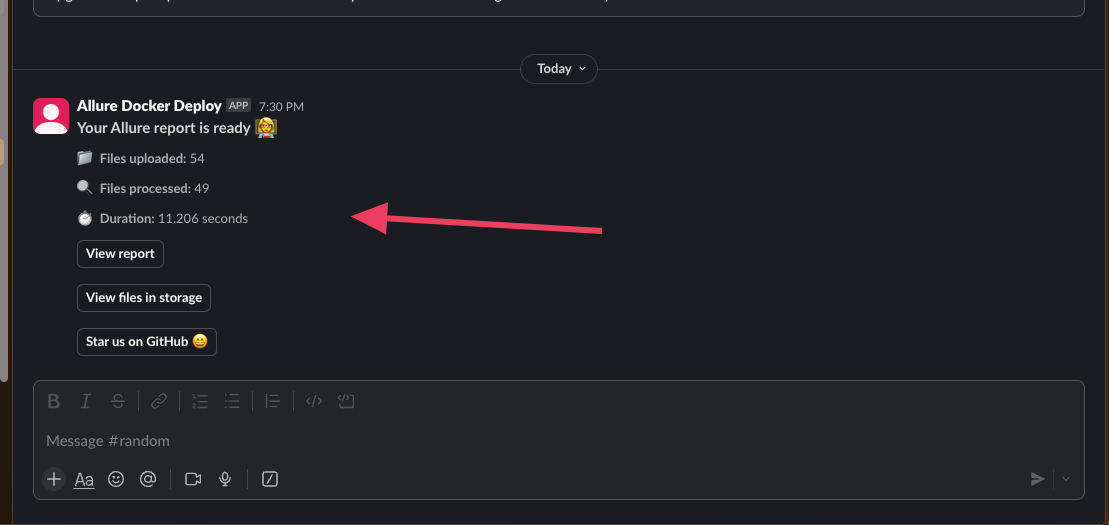 Today
Allure Docker Deploy APP 7:30 PM
Your Allure report is ready 👩‍🏫
📁 Files uploaded: 54
🔍 Files processed: 49
⏱️ Duration: 11.206 seconds
View report
View files in storage
Star us on GitHub 😄
Message #random
Aa